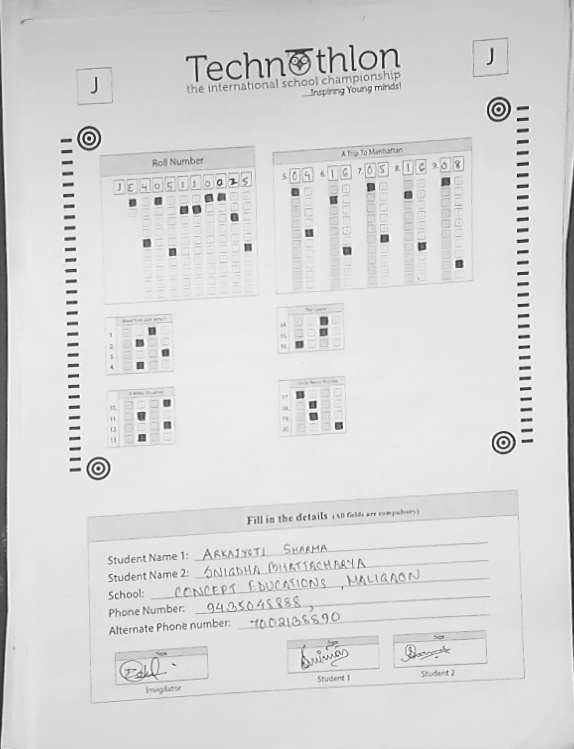 J
Technothlon
J
the international school championship
...Inspiring Young minds!
Roll Number
A Trip To Manhattan
J E 4 0 5 1 1 0 0 2 5
5. 0 4 6. 1 6 7. 0 5 8. 1 6 9. 0 8
1.
2.
3.
4.
14.
15.
16.
10.
11.
12.
13.
17.
18.
19.
20.
Fill in the details (All fields are compulsory)
Student Name 1: ARKAJYOTI SHARMA
Student Name 2: SNIGDHA BHATTACHARYA
School: CONCEPT EDUCATIONS, MALIGAON
Phone Number: 9435048888,
Alternate Phone number: 7002138590
Sign
Sign
Sign
Invigilator
Student 1
Student 2